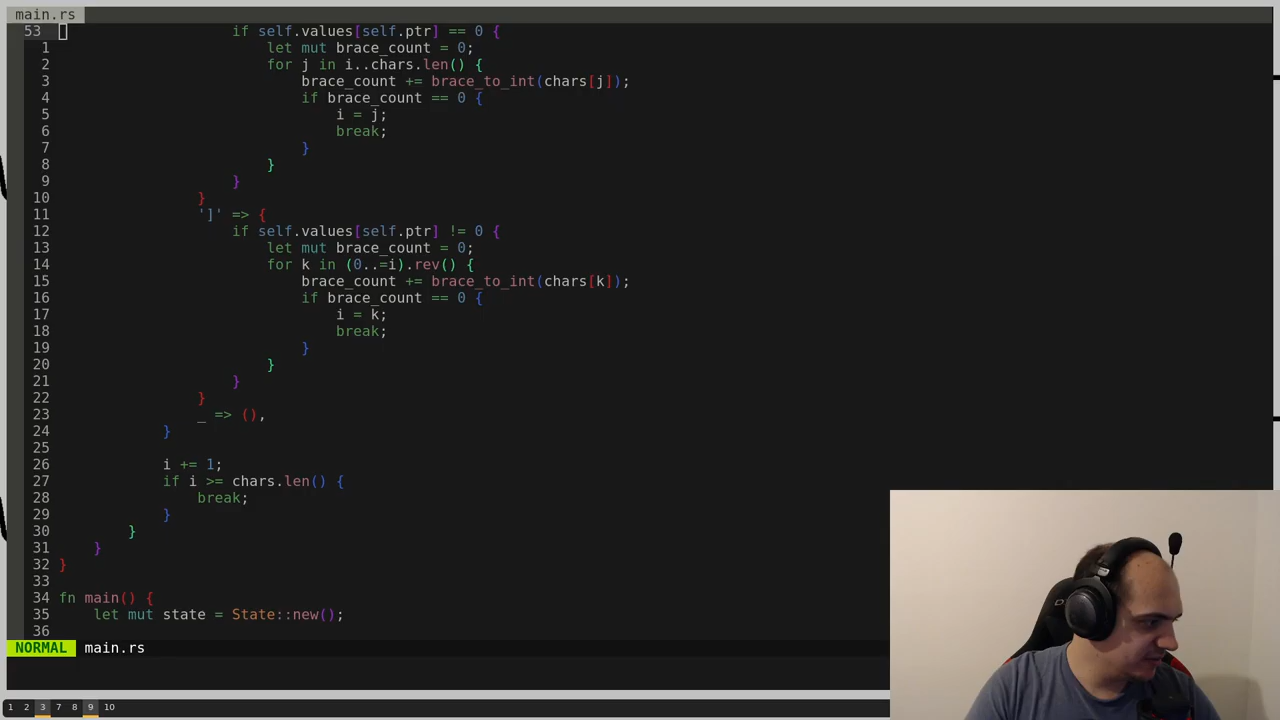 main.rs
53 if self.values[self.ptr] == 0 {
1 let mut brace_count = 0;
2 for j in i..chars.len() {
3 brace_count += brace_to_int(chars[j]);
4 if brace_count == 0 {
5 i = j;
6 break;
7 }
8 }
9 }
10 }
11 ']' => {
12 if self.values[self.ptr] != 0 {
13 let mut brace_count = 0;
14 for k in (0..=i).rev() {
15 brace_count += brace_to_int(chars[k]);
16 if brace_count == 0 {
17 i = k;
18 break;
19 }
20 }
21 }
22 }
23 _ => (),
24 }
25
26 i += 1;
27 if i >= chars.len() {
28 break;
29 }
30 }
31 }
32 }
33
34 fn main() {
35 let mut state = State::new();
36
NORMAL main.rs
1 2 3 7 8 9 10